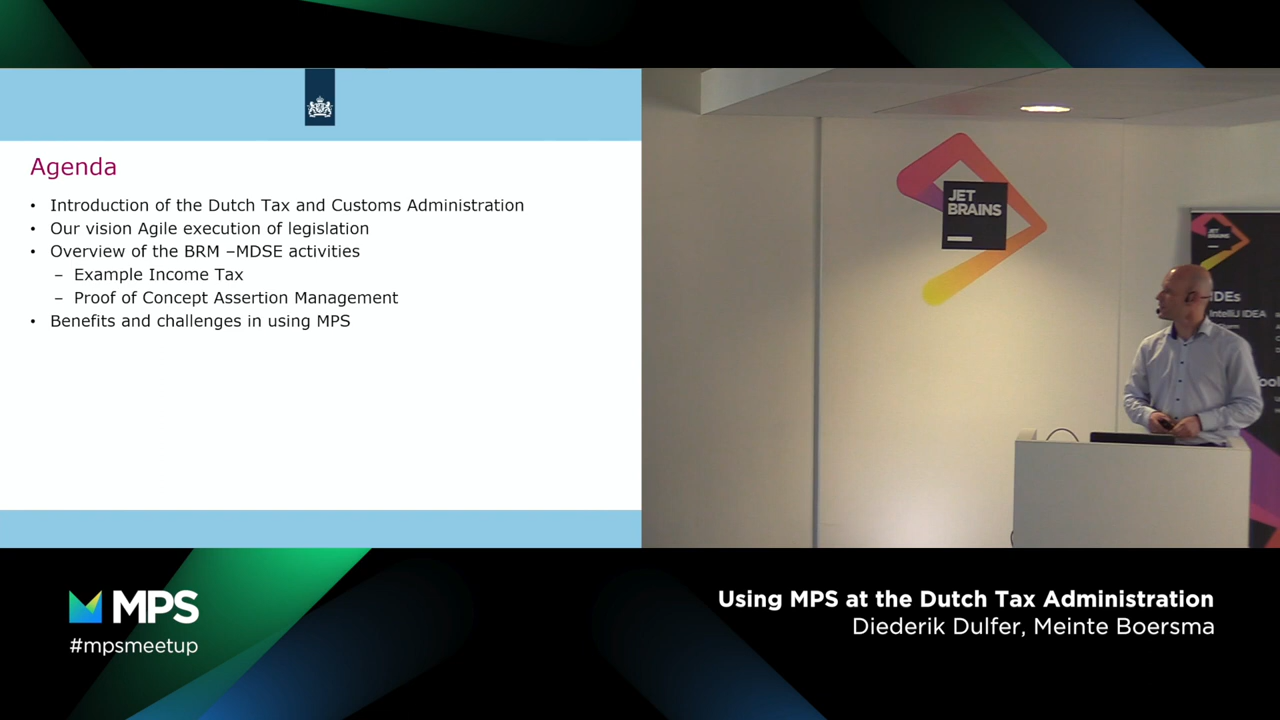 Agenda
• Introduction of the Dutch Tax and Customs Administration
• Our vision Agile execution of legislation
• Overview of the BRM –MDSE activities
– Example Income Tax
– Proof of Concept Assertion Management
• Benefits and challenges in using MPS
JET
BRAINS
JET
BRAINS
IDEs
IntelliJ IDEA
MPS
#mpsmeetup
Using MPS at the Dutch Tax Administration
Diederik Dulfer, Meinte Boersma